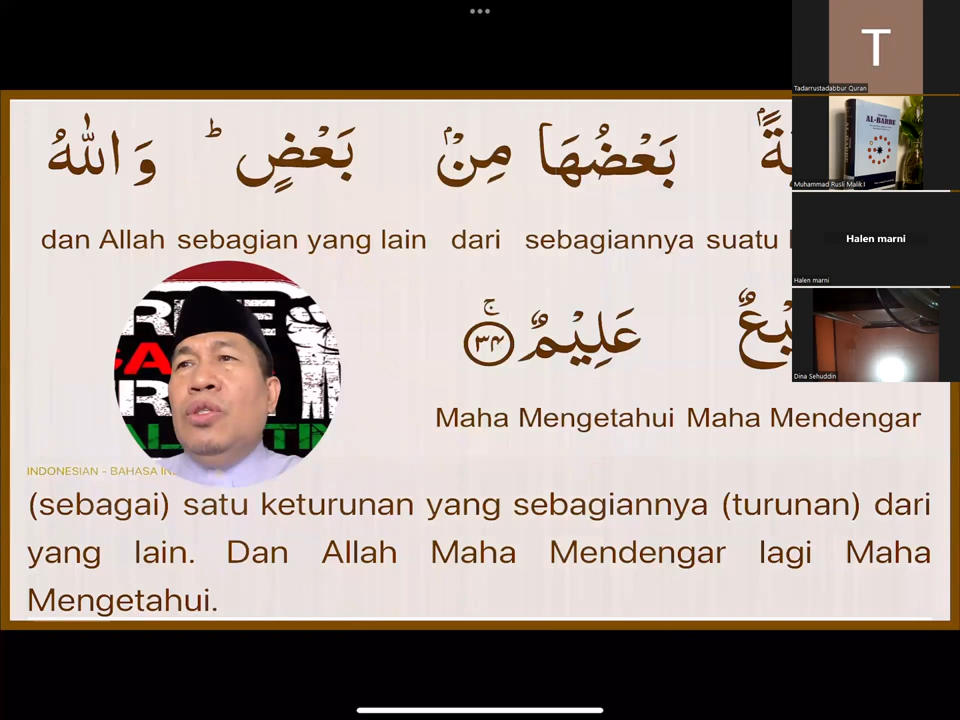 بَعْضُهَا مِنْۢ بَعْضٍ ؕ وَاللّٰهُ
dan Allah sebagian yang lain dari sebagiannya suatu
عَلِيْمٌ ۚ ٣٤
Maha Mengetahui Maha Mendengar
INDONESIAN - BAHASA IN
(sebagai) satu keturunan yang sebagiannya (turunan) dari
yang lain. Dan Allah Maha Mendengar lagi Maha
Mengetahui.
T
Tadarrustadabbur Quran
AL-BARRU
Muhammad Rusli Malik
Halen marni
Halen marni
Dina Sehuddin